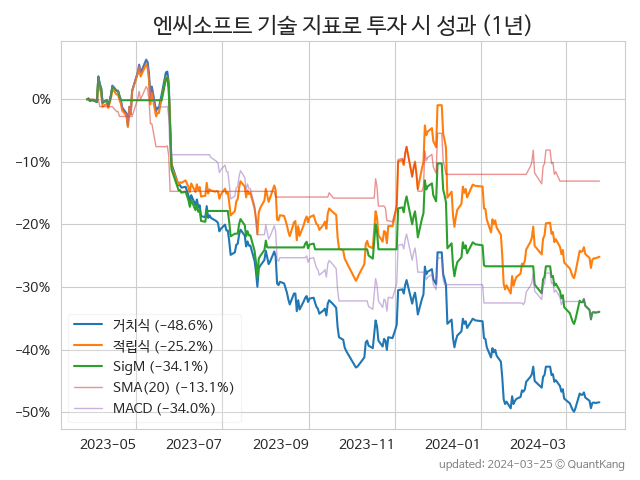 엔씨소프트 기술 지표로 투자 시 성과 (1년)
0%
−10%
−20%
−30%
−40%
−50%
거치식 (−48.6%)
적립식 (−25.2%)
SigM (−34.1%)
SMA(20) (−13.1%)
MACD (−34.0%)
2023-05 2023-07 2023-09 2023-11 2024-01 2024-03
updated: 2024-03-25 © QuantKang